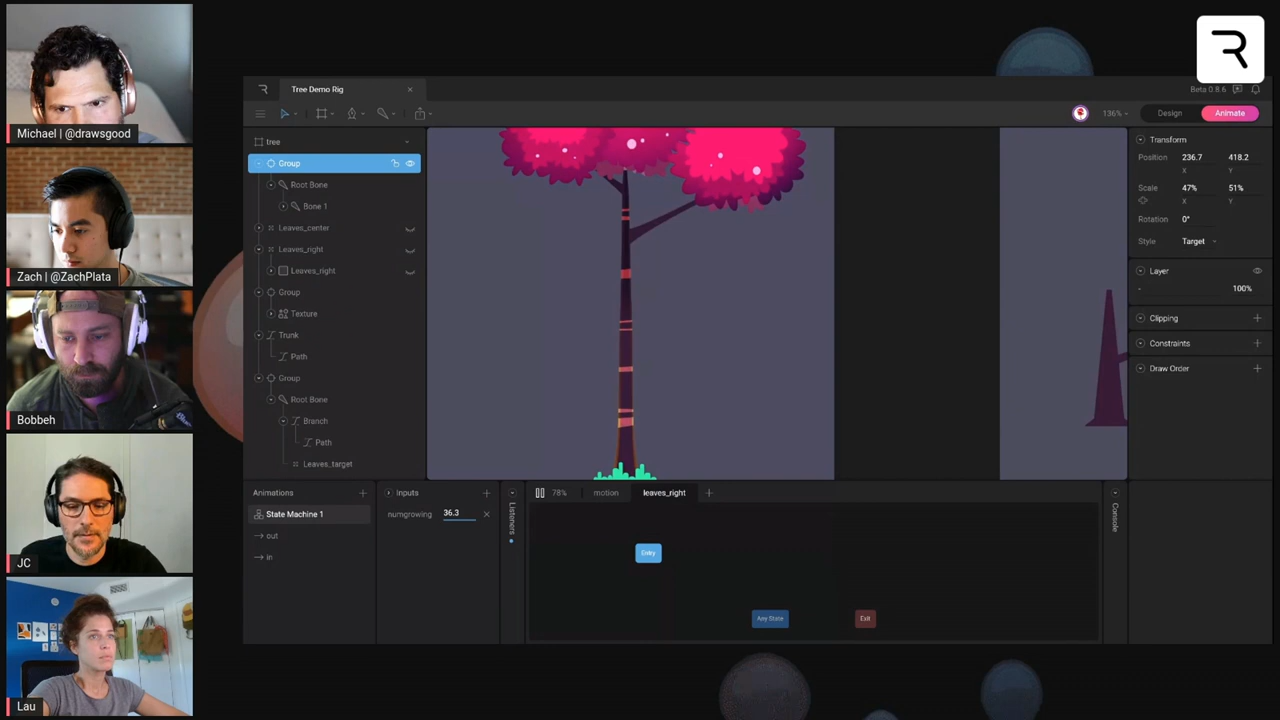 Michael | @drawsgood
Zach | @ZachPlata
Bobbeh
JC
Lau
Tree Demo Rig
Beta 0.8.6
136%
Design
Animate
tree
Group
Root Bone
Bone 1
Leaves_center
Leaves_right
Leaves_right
Group
Texture
Trunk
Path
Group
Root Bone
Branch
Path
Leaves_target
Transform
Position 236.7 418.2
X Y
Scale 47% 51%
X Y
Rotation 0°
Style Target
Layer
- 100%
Clipping
Constraints
Draw Order
Animations
State Machine 1
out
in
Inputs
numgrowing 36.3
Listeners
78% motion leaves_right
Entry
Any State
Exit
Console